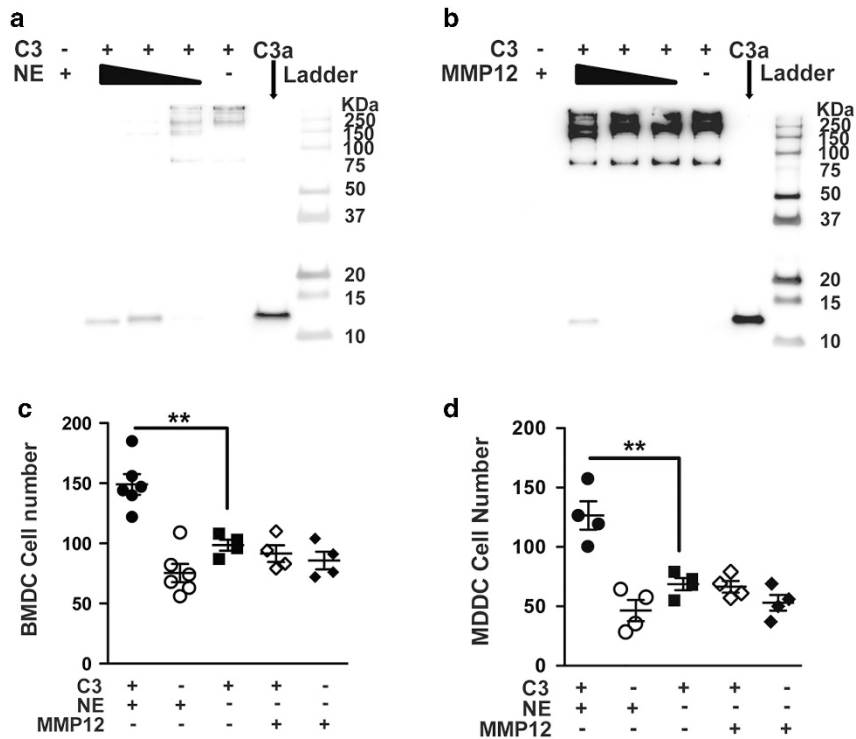 a
C3 - + + + + C3a
NE + - Ladder
KDa
250
150
100
75
50
37
20
15
10
b
C3 - + + + + C3a
MMP12 + - Ladder
KDa
250
150
100
75
50
37
20
15
10
c
**
BMDC Cell number
200
150
100
50
0
C3 + - + + -
NE + + - - -
MMP12 - - - + +
d
**
MDDC Cell Number
200
150
100
50
0
C3 + - + + -
NE + + - - -
MMP12 - - - + +